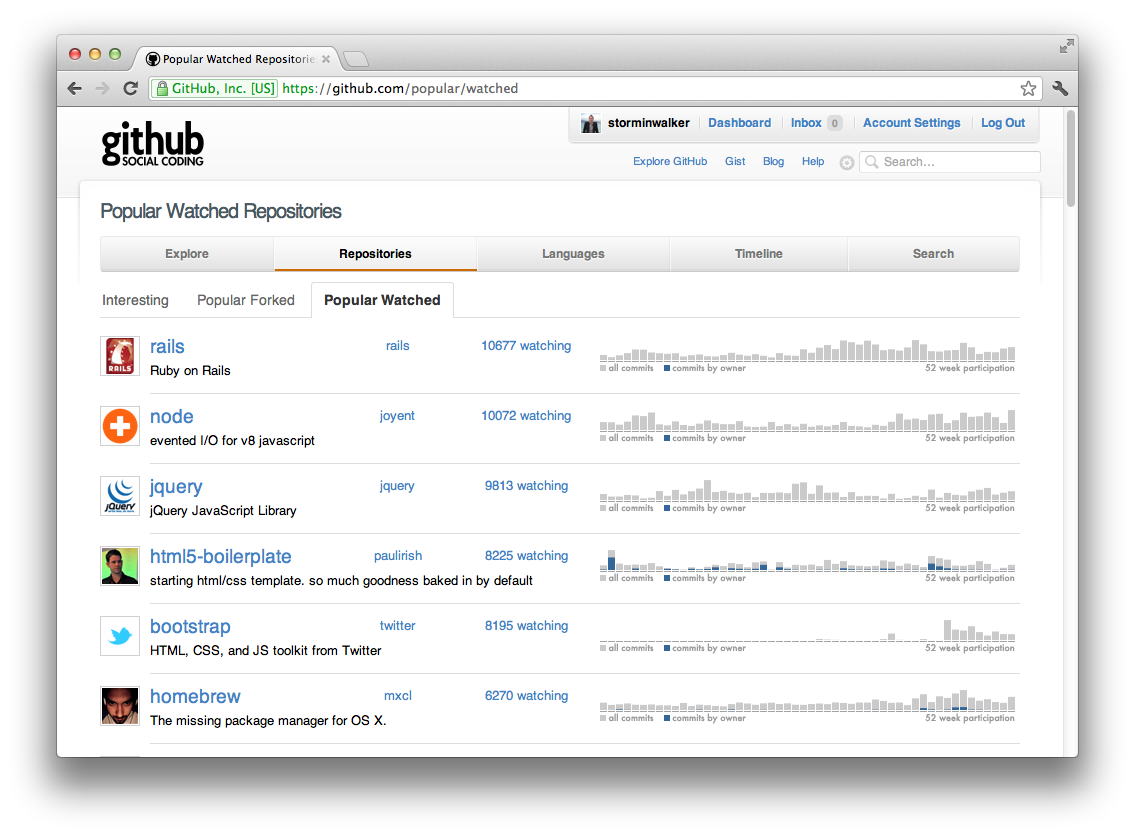 Popular Watched Repositorie
GitHub, Inc. [US] https://github.com/popular/watched
github
SOCIAL CODING
storminwalker Dashboard Inbox 0 Account Settings Log Out
Explore GitHub Gist Blog Help Search...
Popular Watched Repositories
Explore Repositories Languages Timeline Search
Interesting Popular Forked Popular Watched
RAILS
rails rails 10677 watching
Ruby on Rails
all commits commits by owner 52 week participation
node joyent 10072 watching
evented I/O for v8 javascript
all commits commits by owner 52 week participation
jQuery
jquery jquery 9813 watching
jQuery JavaScript Library
all commits commits by owner 52 week participation
html5-boilerplate paulirish 8225 watching
starting html/css template. so much goodness baked in by default
all commits commits by owner 52 week participation
bootstrap twitter 8195 watching
HTML, CSS, and JS toolkit from Twitter
all commits commits by owner 52 week participation
homebrew mxcl 6270 watching
The missing package manager for OS X.
all commits commits by owner 52 week participation